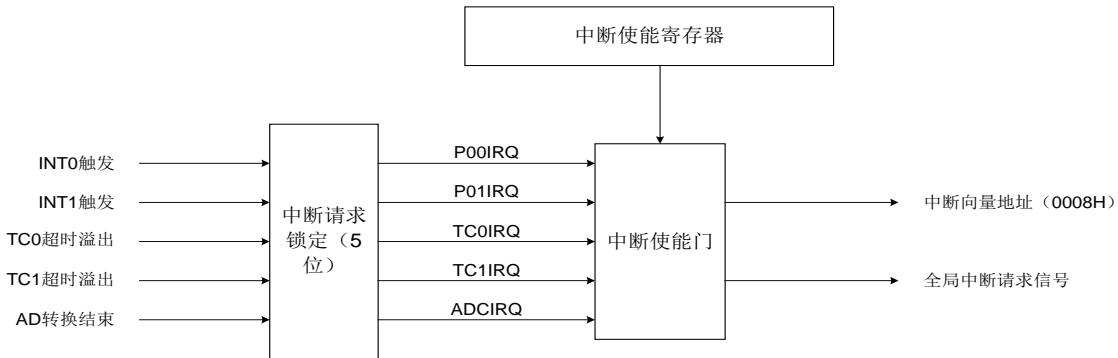 中断使能寄存器
INT0触发
INT1触发
TC0超时溢出
TC1超时溢出
AD转换结束
中断请求
锁定（5
位）
P00IRQ
P01IRQ
TC0IRQ
TC1IRQ
ADCIRQ
中断使能门
中断向量地址（0008H）
全局中断请求信号